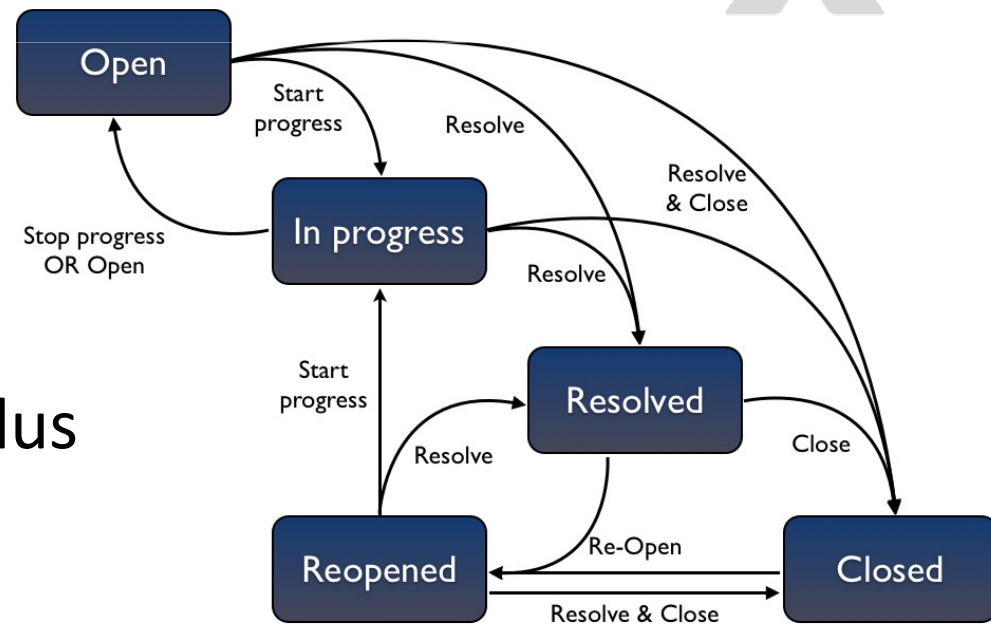 Open
Start
progress
Resolve
Resolve
& Close
In progress
Stop progress
OR Open
Resolve
Start
progress
Resolved
lus
Resolve
Close
Re-Open
Reopened
Closed
Resolve & Close